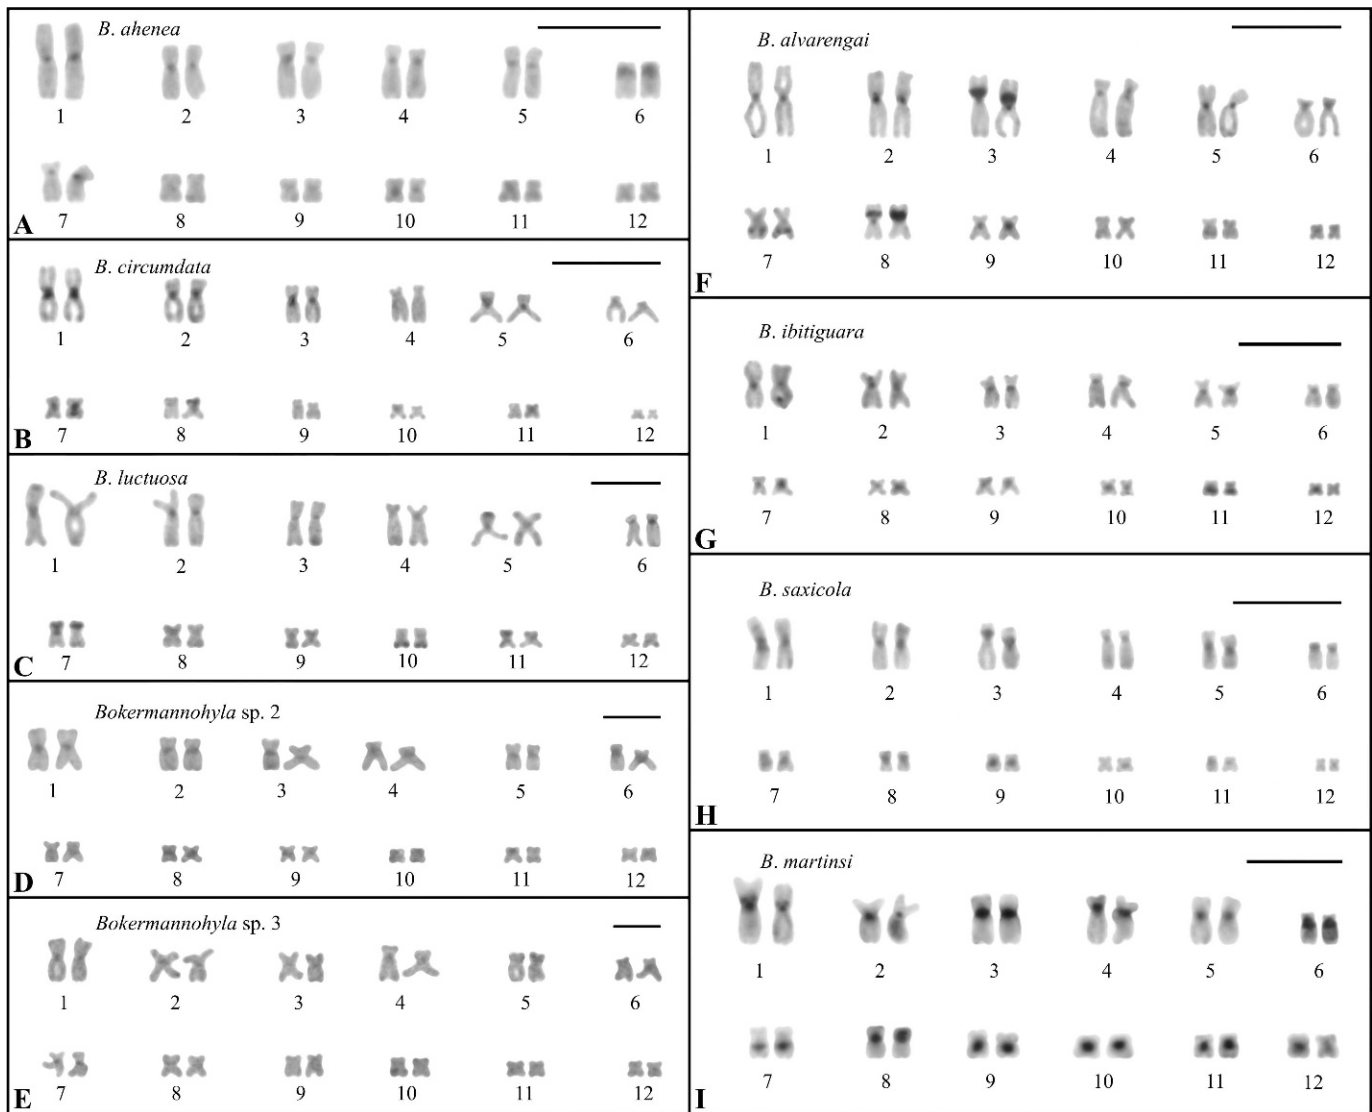 B. ahenea
1 2 3 4 5 6
7 8 9 10 11 12
A
B. circumdata
1 2 3 4 5 6
7 8 9 10 11 12
B
B. luctuosa
1 2 3 4 5 6
7 8 9 10 11 12
C
Bokermannohyla sp. 2
1 2 3 4 5 6
7 8 9 10 11 12
D
Bokermannohyla sp. 3
1 2 3 4 5 6
7 8 9 10 11 12
E
B. alvarengai
1 2 3 4 5 6
7 8 9 10 11 12
F
B. ibitiguara
1 2 3 4 5 6
7 8 9 10 11 12
G
B. saxicola
1 2 3 4 5 6
7 8 9 10 11 12
H
B. martinsi
1 2 3 4 5 6
7 8 9 10 11 12
I